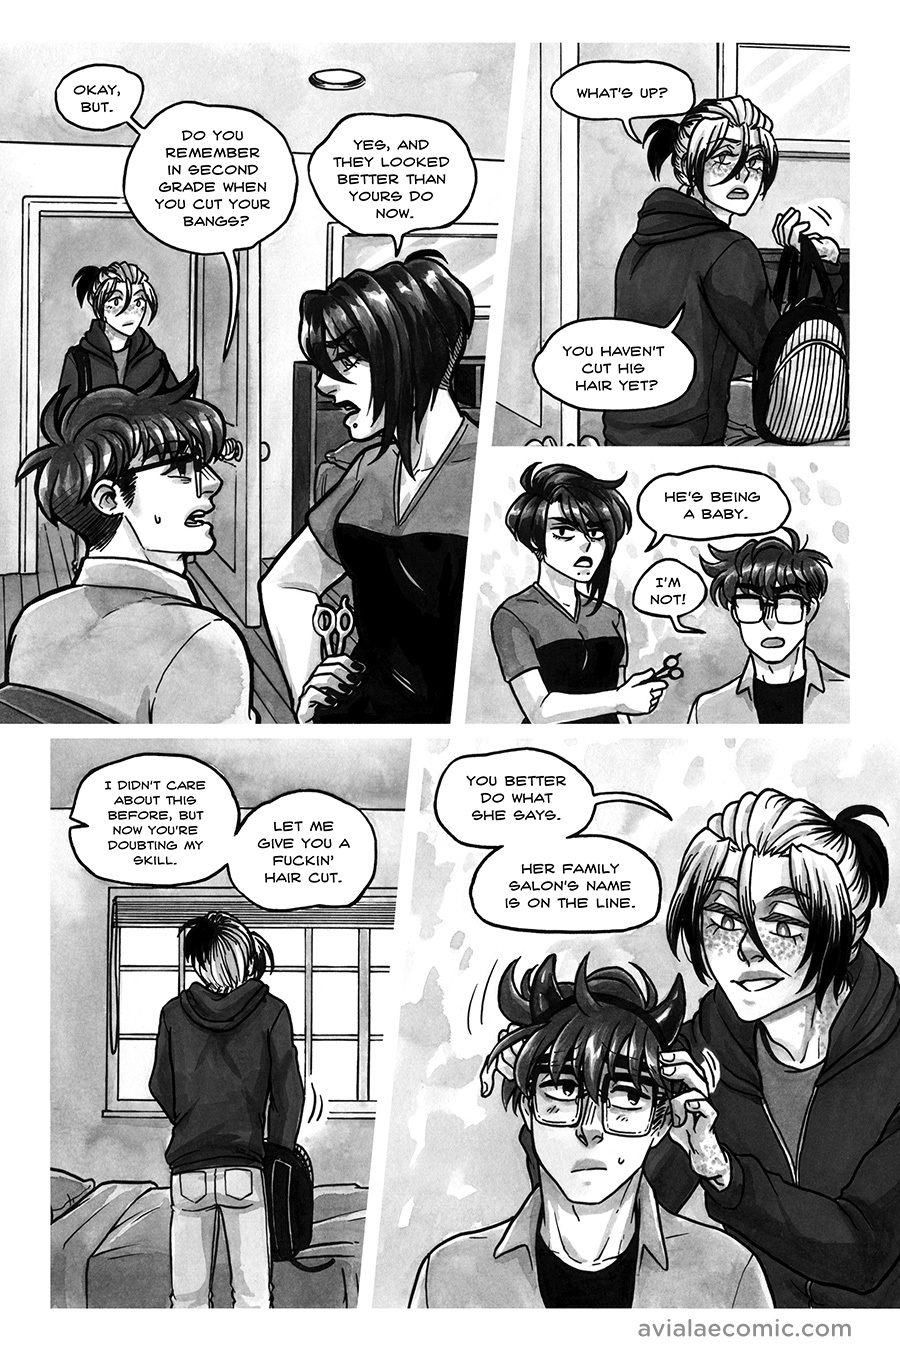 OKAY,
BUT.
DO YOU
REMEMBER
IN SECOND
GRADE WHEN
YOU CUT YOUR
BANGS?
YES, AND
THEY LOOKED
BETTER THAN
YOURS DO
NOW.
WHAT'S UP?
YOU HAVEN'T
CUT HIS
HAIR YET?
HE'S BEING
A BABY.
I'M
NOT!
I DIDN'T CARE
ABOUT THIS
BEFORE, BUT
NOW YOU'RE
DOUBTING MY
SKILL.
LET ME
GIVE YOU A
FUCKIN'
HAIR CUT.
YOU BETTER
DO WHAT
SHE SAYS.
HER FAMILY
SALON'S NAME
IS ON THE LINE.
avialaecomic.com